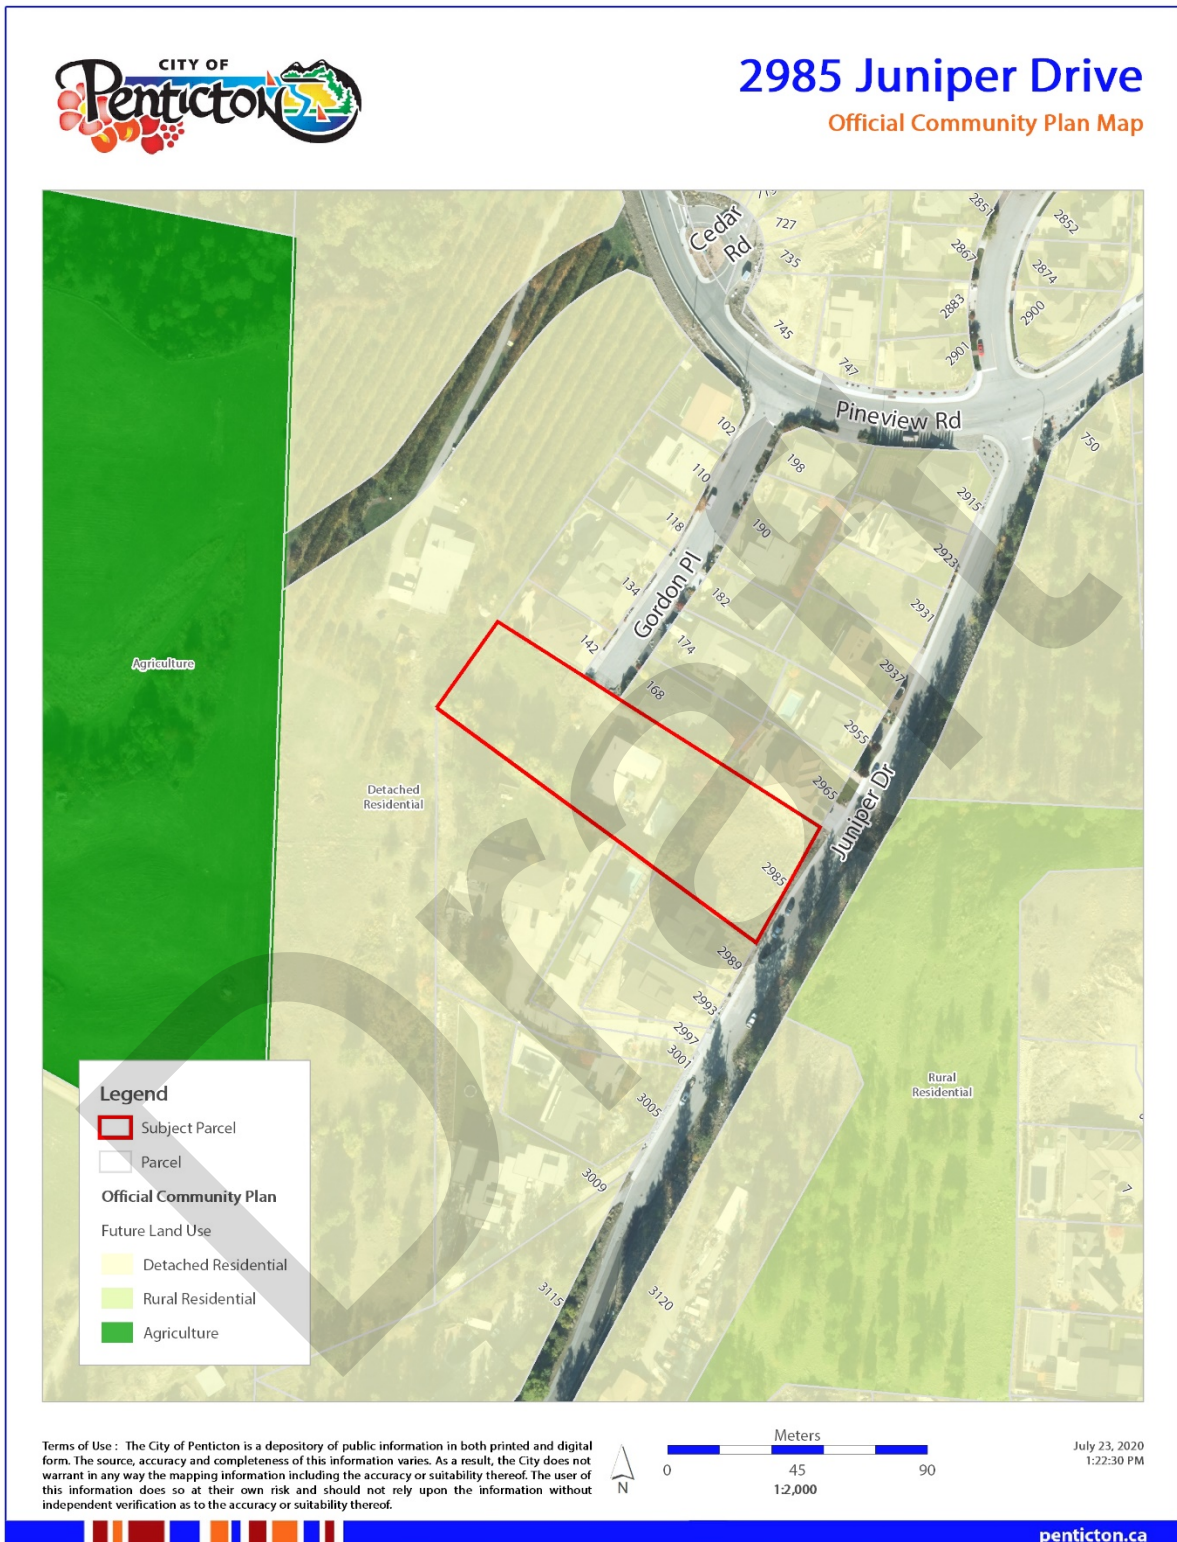 CITY OF
Penticton
2985 Juniper Drive
Official Community Plan Map
Cedar
Rd
727
735
745
747
2851
2852
2867
2874
2883
2900
2901
Pineview Rd
750
102
110
118
134
142
Gordon Pl
198
190
182
174
168
2915
2923
2931
2937
2955
2965
Juniper Dr
2985
2989
2993
2997
3001
3005
3009
3115
3120
7
Agriculture
Detached
Residential
Rural
Residential
Draft
Legend
Subject Parcel
Parcel
Official Community Plan
Future Land Use
Detached Residential
Rural Residential
Agriculture
Terms of Use : The City of Penticton is a depository of public information in both printed and digital
form. The source, accuracy and completeness of this information varies. As a result, the City does not
warrant in any way the mapping information including the accuracy or suitability thereof. The user of
this information does so at their own risk and should not rely upon the information without
independent verification as to the accuracy or suitability thereof.
N
Meters
0 45 90
1:2,000
July 23, 2020
1:22:30 PM
penticton.ca